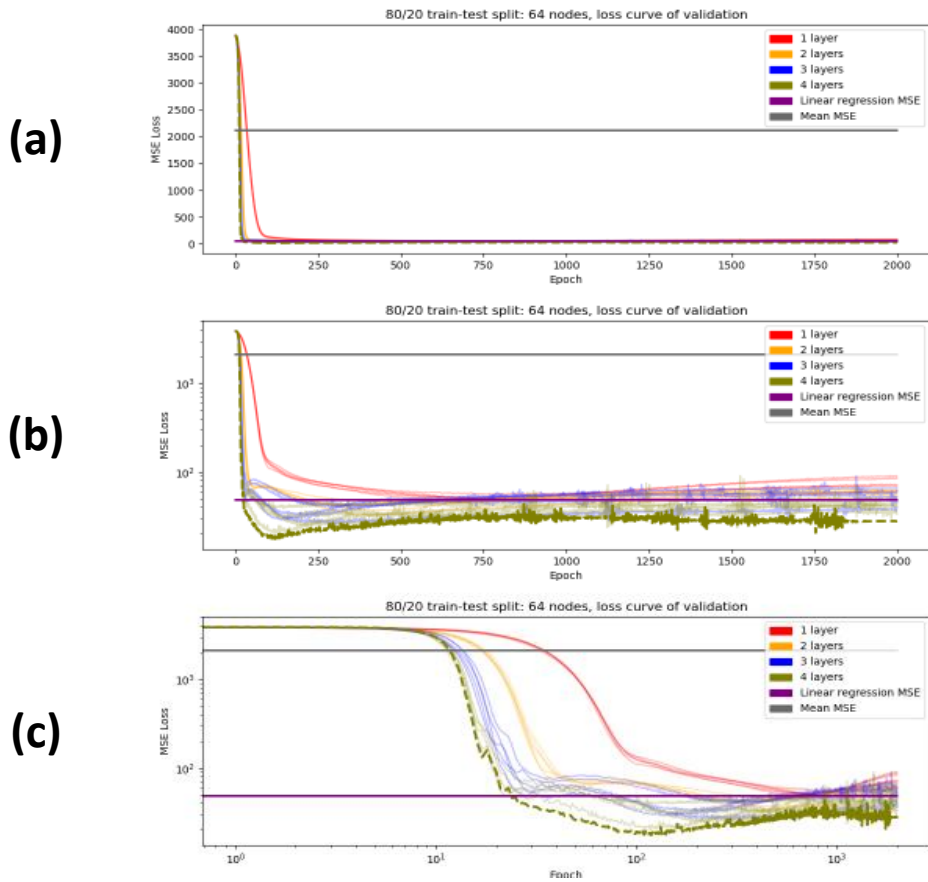 (a)
80/20 train-test split: 64 nodes, loss curve of validation
MSE Loss
4000
3500
3000
2500
2000
1500
1000
500
0
1 layer
2 layers
3 layers
4 layers
Linear regression MSE
Mean MSE
0 250 500 750 1000 1250 1500 1750 2000
Epoch
(b)
80/20 train-test split: 64 nodes, loss curve of validation
MSE Loss
10³
10²
1 layer
2 layers
3 layers
4 layers
Linear regression MSE
Mean MSE
0 250 500 750 1000 1250 1500 1750 2000
Epoch
(c)
80/20 train-test split: 64 nodes, loss curve of validation
MSE Loss
10³
10²
1 layer
2 layers
3 layers
4 layers
Linear regression MSE
Mean MSE
10⁰ 10¹ 10² 10³
Epoch